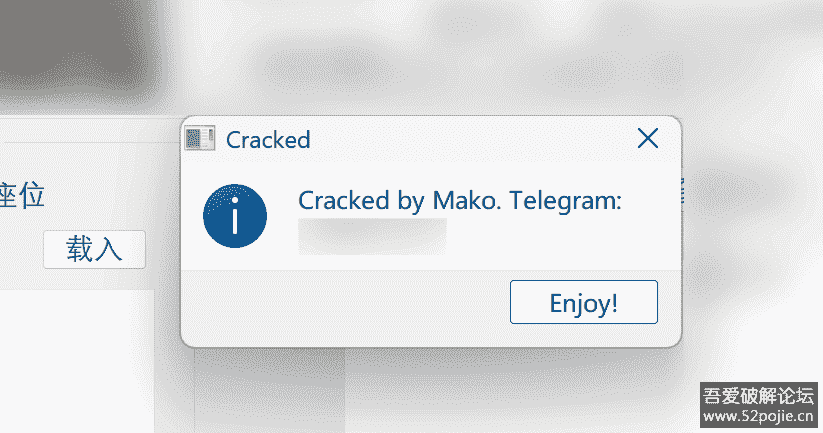 Cracked
Cracked by Mako. Telegram:
座位
载入
Enjoy!
吾爱破解论坛
www.52pojie.cn